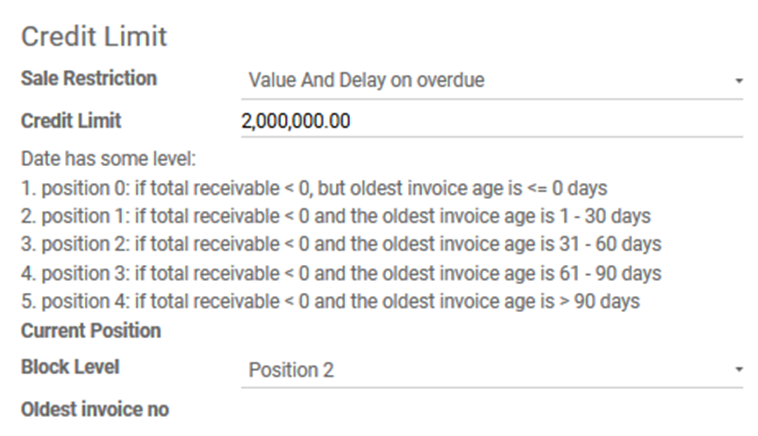 Credit Limit
Sale Restriction Value And Delay on overdue
Credit Limit 2,000,000.00
Date has some level:
1. position 0: if total receivable < 0, but oldest invoice age is <= 0 days
2. position 1: if total receivable < 0 and the oldest invoice age is 1 - 30 days
3. position 2: if total receivable < 0 and the oldest invoice age is 31 - 60 days
4. position 3: if total receivable < 0 and the oldest invoice age is 61 - 90 days
5. position 4: if total receivable < 0 and the oldest invoice age is > 90 days
Current Position
Block Level Position 2
Oldest invoice no